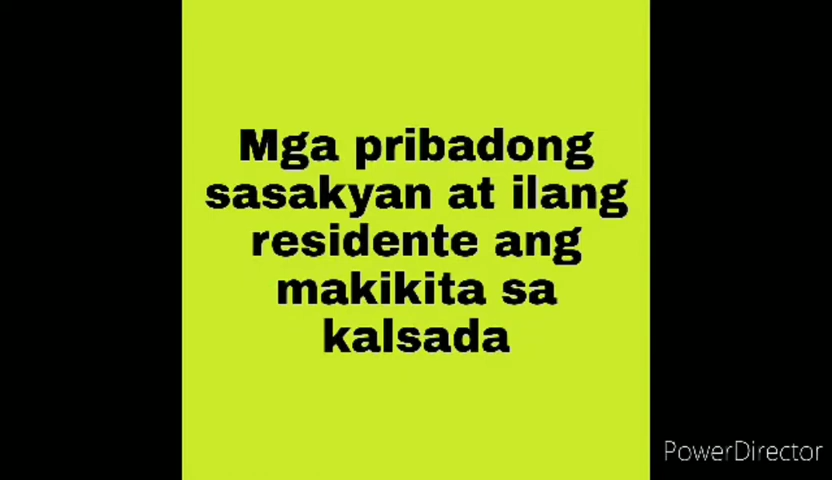 Mga pribadong
sasakyan at ilang
residente ang
makikita sa
kalsada
PowerDirector